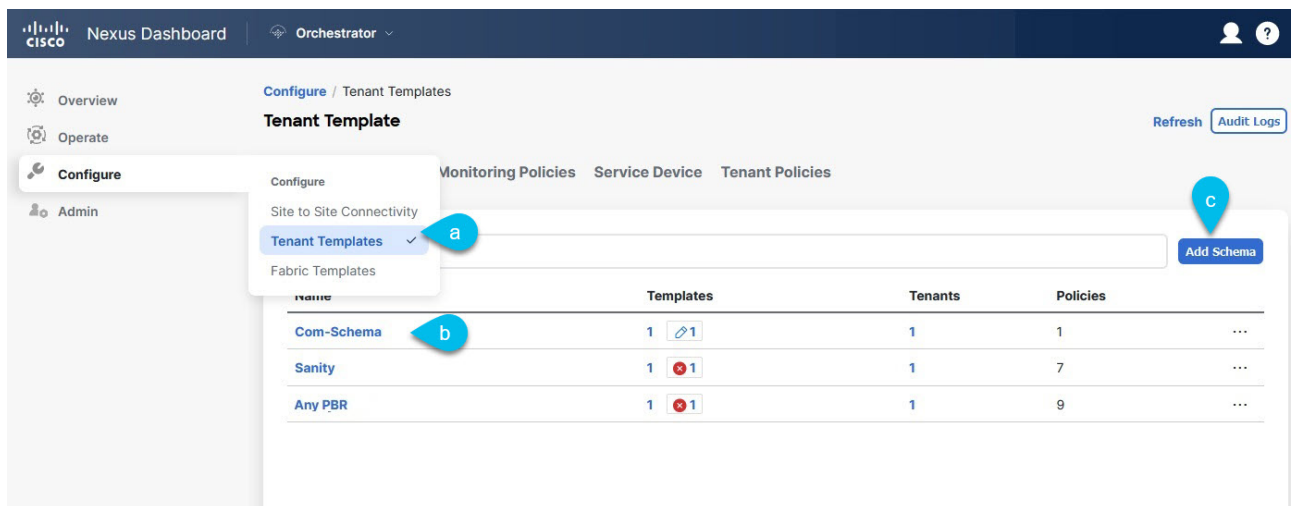 cisco Nexus Dashboard Orchestrator ?
Overview
Operate
Configure
Admin
Configure / Tenant Templates
Tenant Template
Refresh Audit Logs
Monitoring Policies Service Device Tenant Policies
Configure
Site to Site Connectivity
Tenant Templates
Fabric Templates
a
c
Add Schema
Name Templates Tenants Policies
Com-Schema b 1 1 1 1 ...
Sanity 1 1 1 7 ...
Any PBR 1 1 1 9 ...